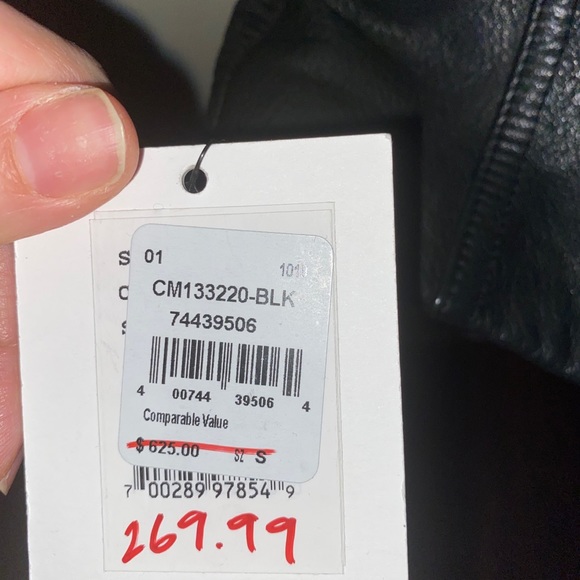 01
CM133220-BLK
74439506
4 00744 39506 4
Comparable Value
$ 625.00 SZ S
7 00289 97854 9
269.99